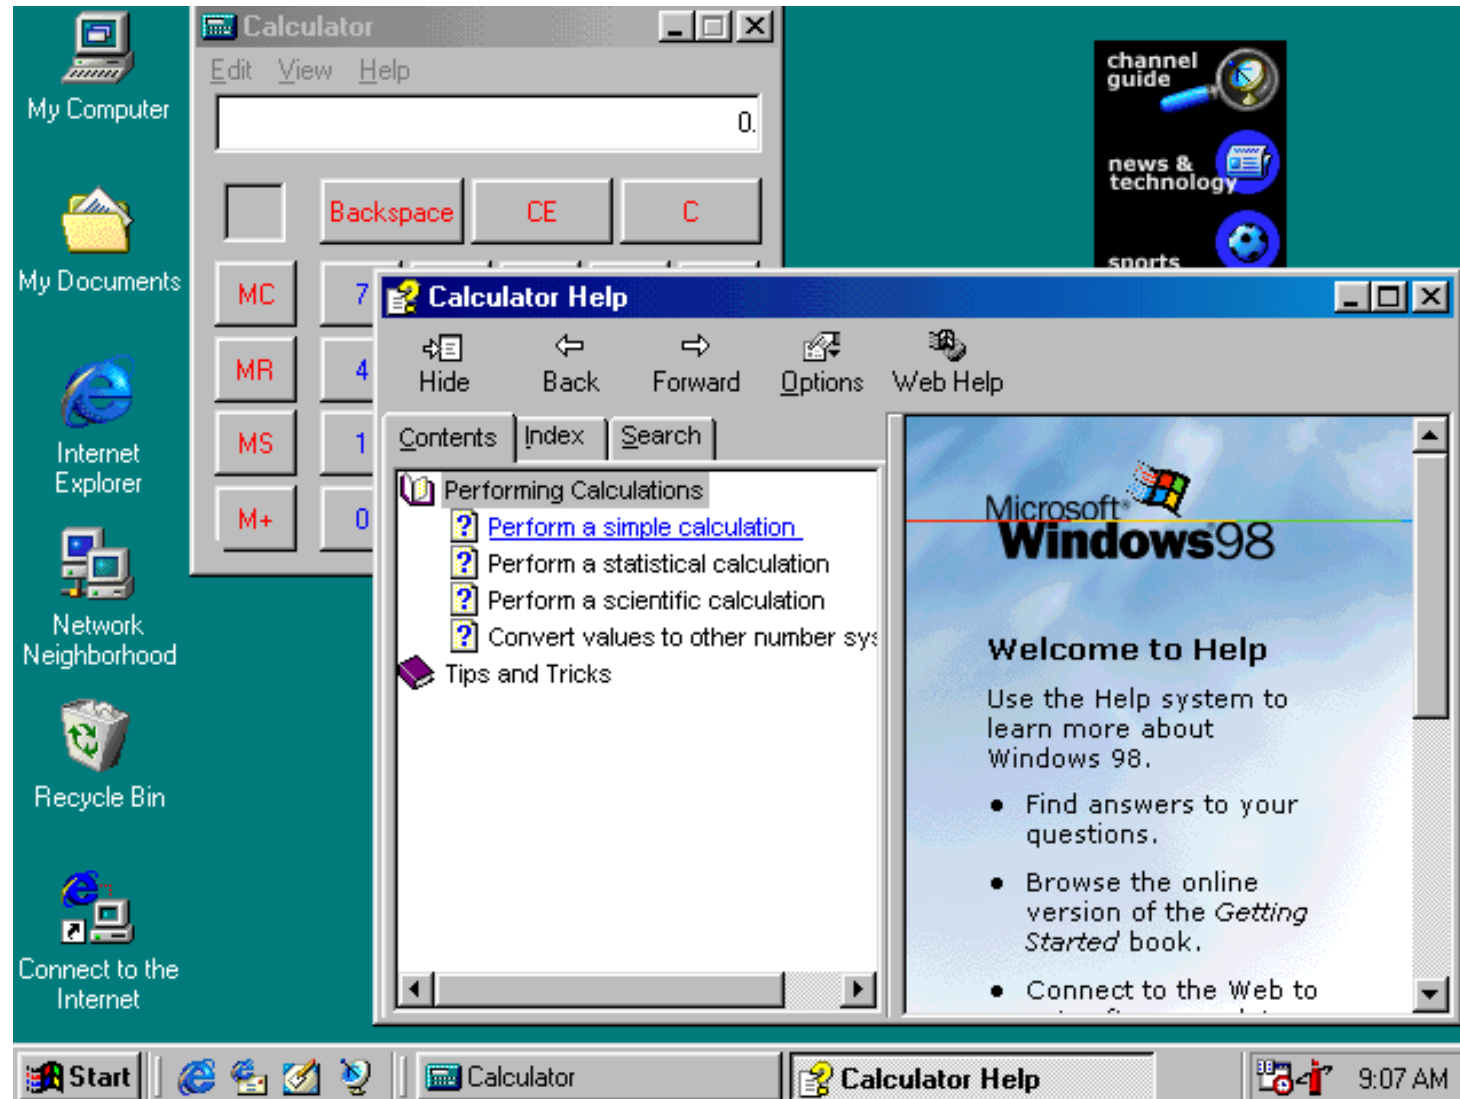 My Computer
My Documents
Internet
Explorer
Network
Neighborhood
Recycle Bin
Connect to the
Internet
Calculator
Edit View Help
0.
Backspace CE C
MC 7
MR 4
MS 1
M+ 0
channel
guide
news &
technology
sports
Calculator Help
Hide Back Forward Options Web Help
Contents Index Search
Performing Calculations
Perform a simple calculation
Perform a statistical calculation
Perform a scientific calculation
Convert values to other number sys
Tips and Tricks
Microsoft
Windows 98
Welcome to Help
Use the Help system to
learn more about
Windows 98.
• Find answers to your
questions.
• Browse the online
version of the Getting
Started book.
• Connect to the Web to
Start Calculator Calculator Help 9:07 AM